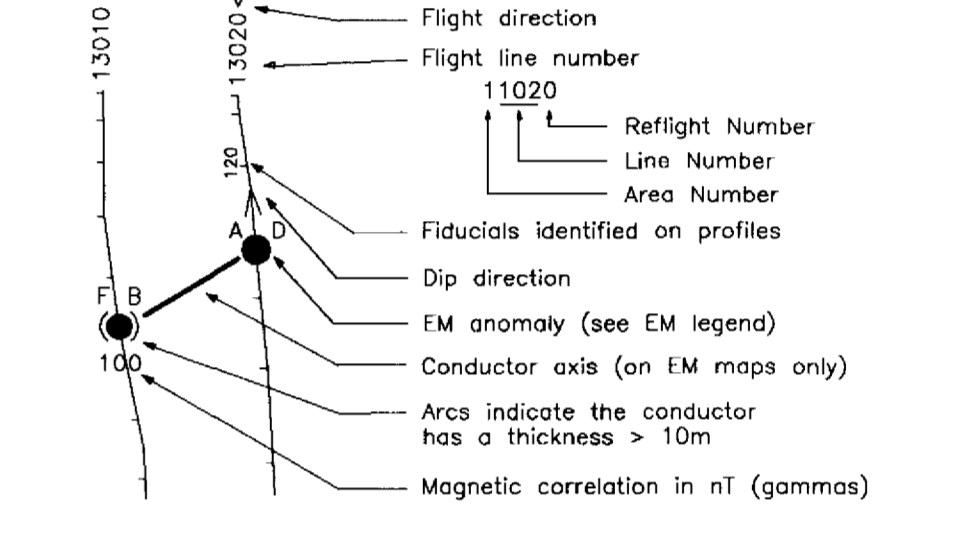 13010
13020
Flight direction
Flight line number
11020
Reflight Number
Line Number
Area Number
120
Fiducials identified on profiles
A D
Dip direction
F B
EM anomaly (see EM legend)
100
Conductor axis (on EM maps only)
Arcs indicate the conductor
has a thickness > 10m
Magnetic correlation in nT (gammas)